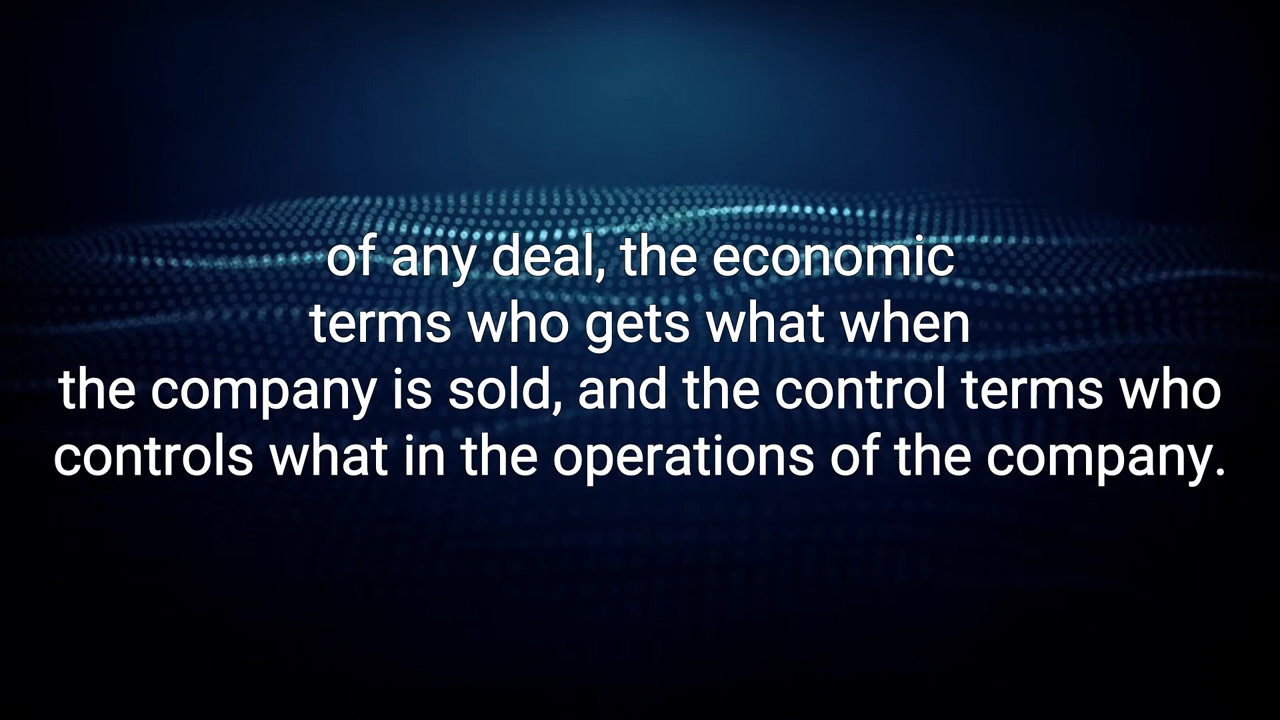 of any deal, the economic
terms who gets what when
the company is sold, and the control terms who
controls what in the operations of the company.